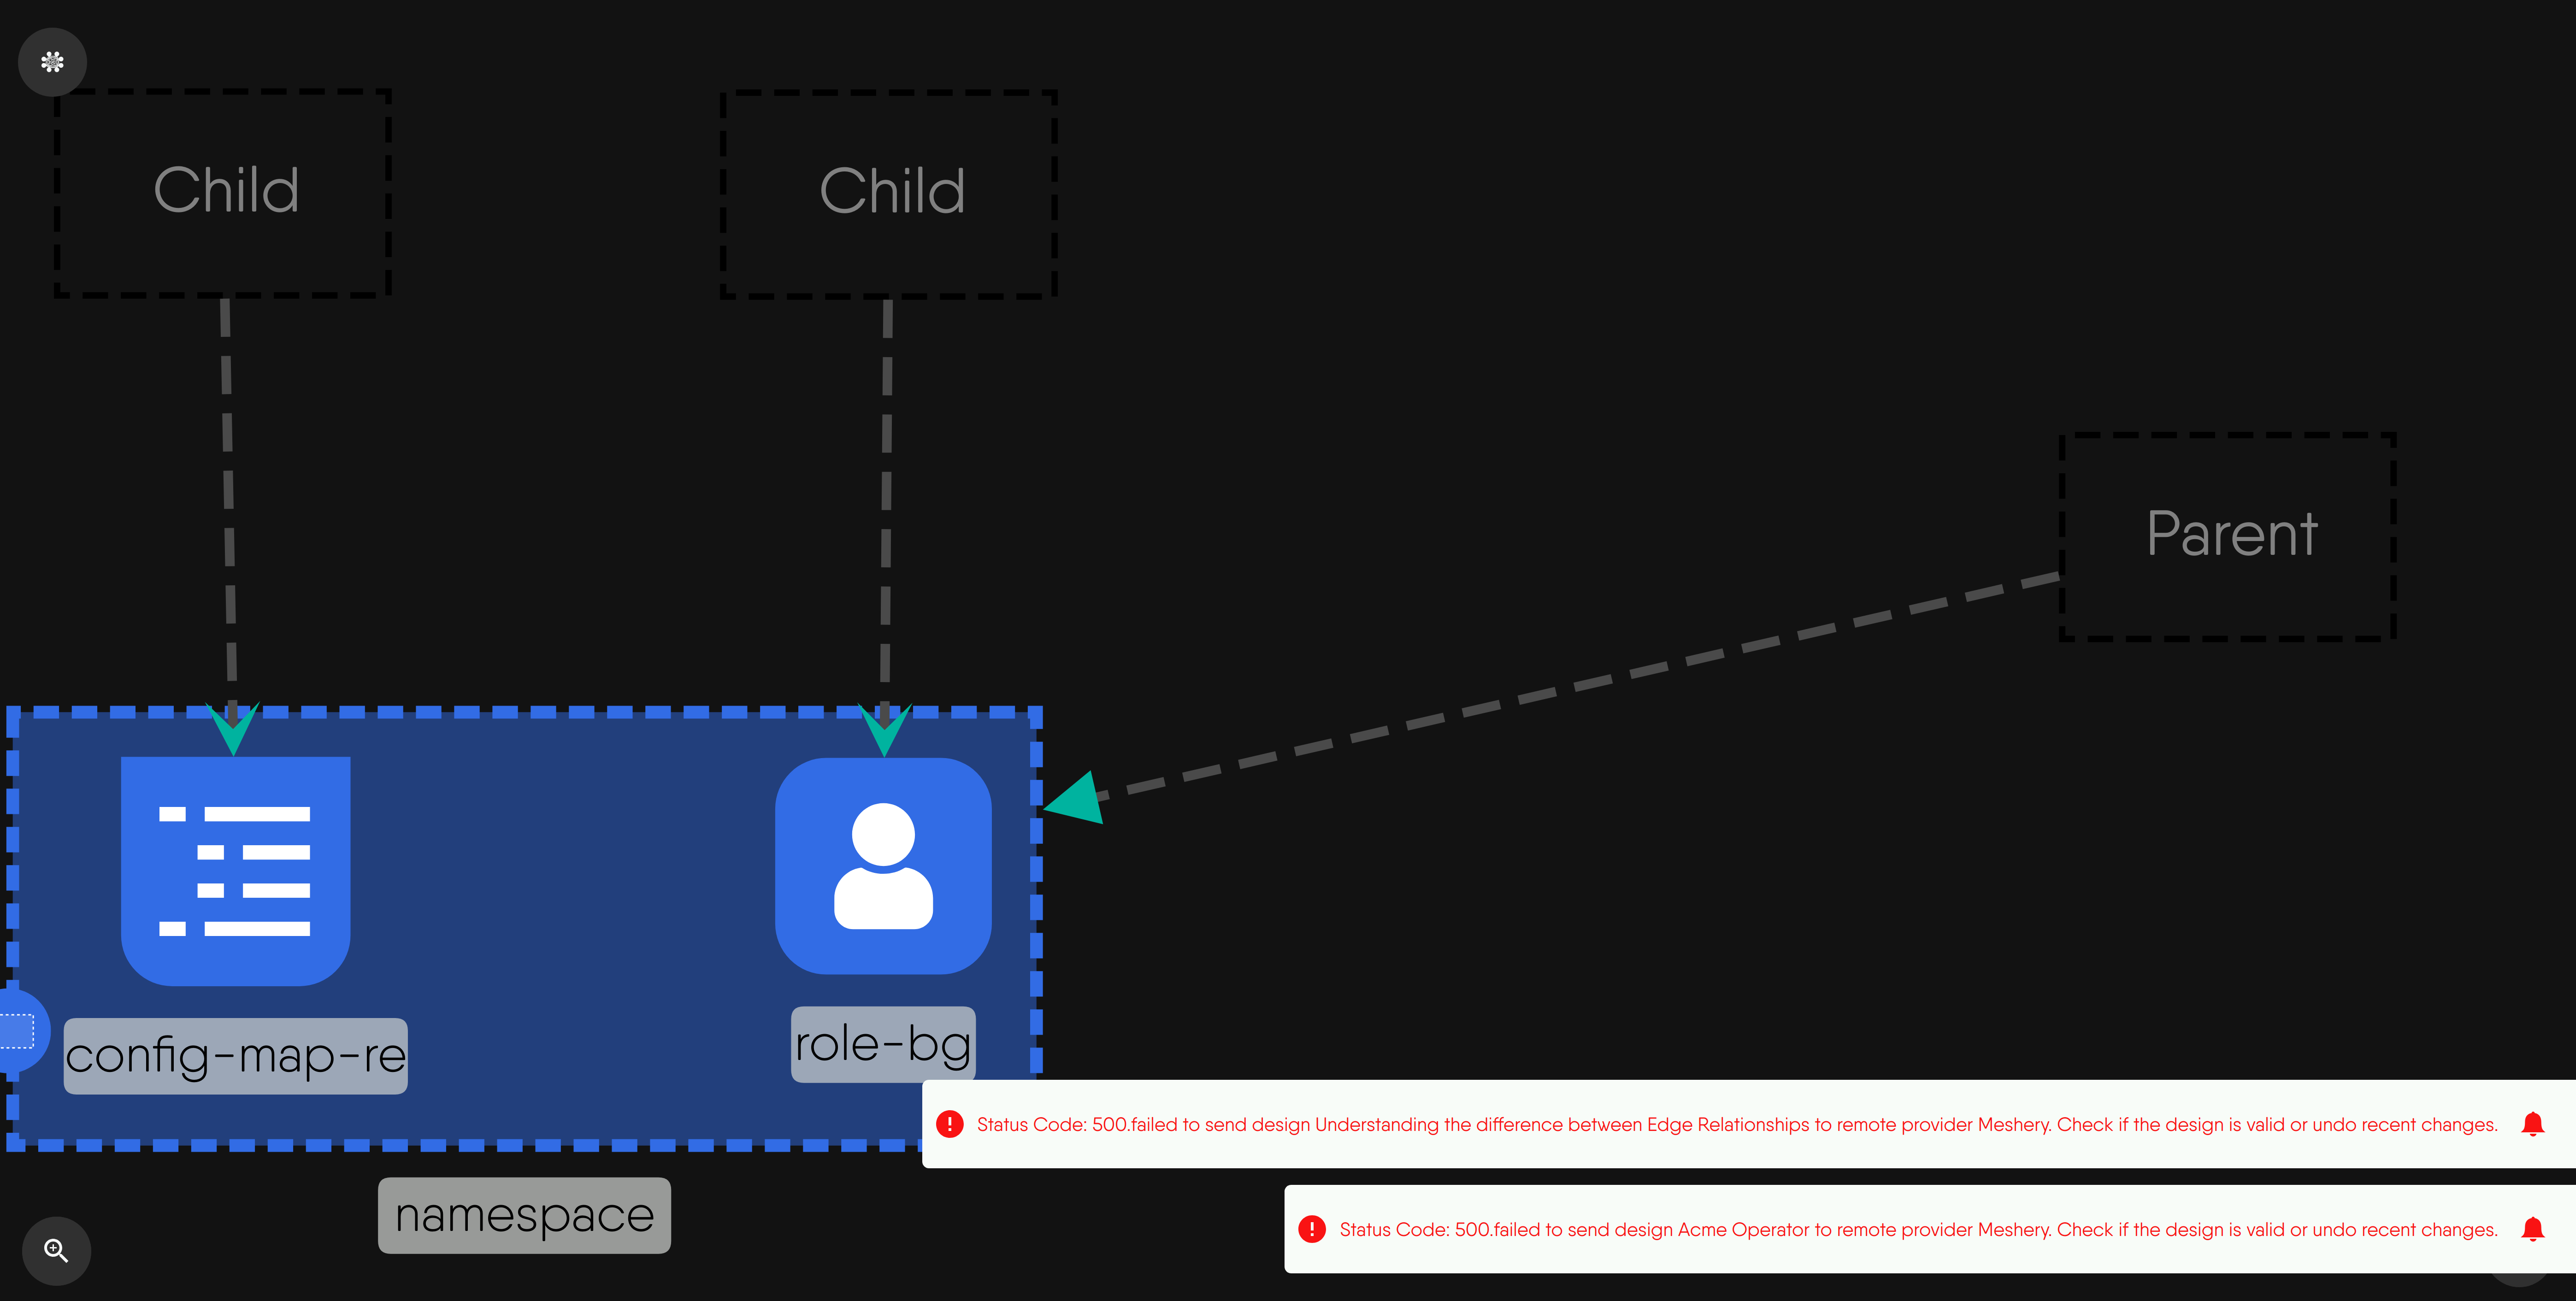 Child
Child
Parent
config-map-re
role-bg
Status Code: 500.failed to send design Understanding the difference between Edge Relationships to remote provider Meshery. Check if the design is valid or undo recent changes.
namespace
Status Code: 500.failed to send design Acme Operator to remote provider Meshery. Check if the design is valid or undo recent changes.